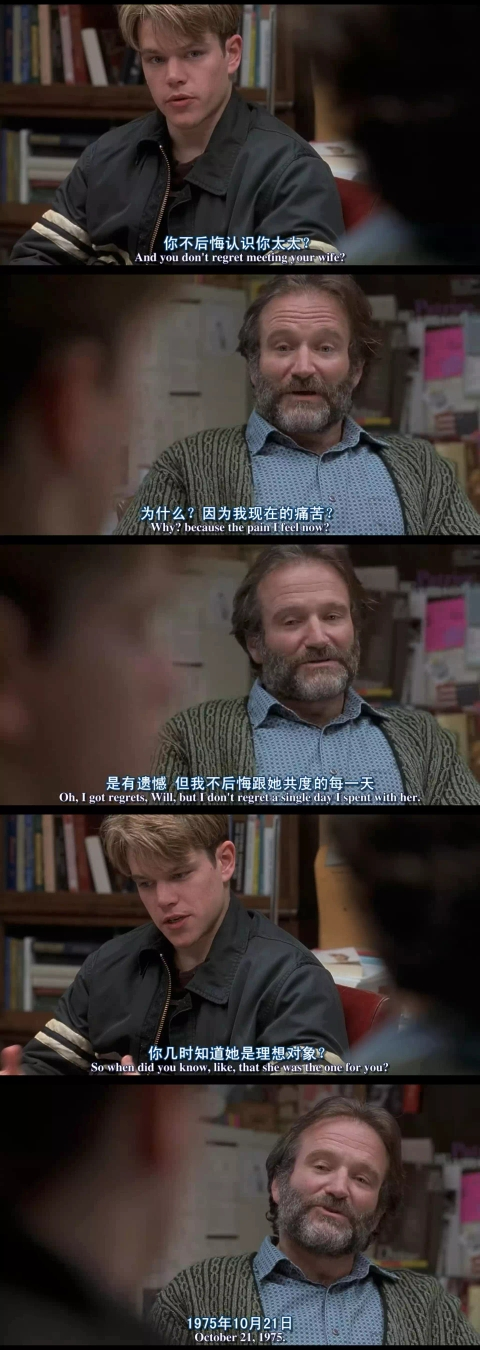 你不后悔认识你太太?
And you don't regret meeting your wife?
为什么? 因为我现在的痛苦?
Why? because the pain I feel now?
是有遗憾 但我不后悔跟她共度的每一天
Oh, I got regrets, Will, but I don't regret a single day I spent with her.
你几时知道她是理想对象?
So when did you know, like, that she was the one for you?
1975年10月21日
October 21, 1975.